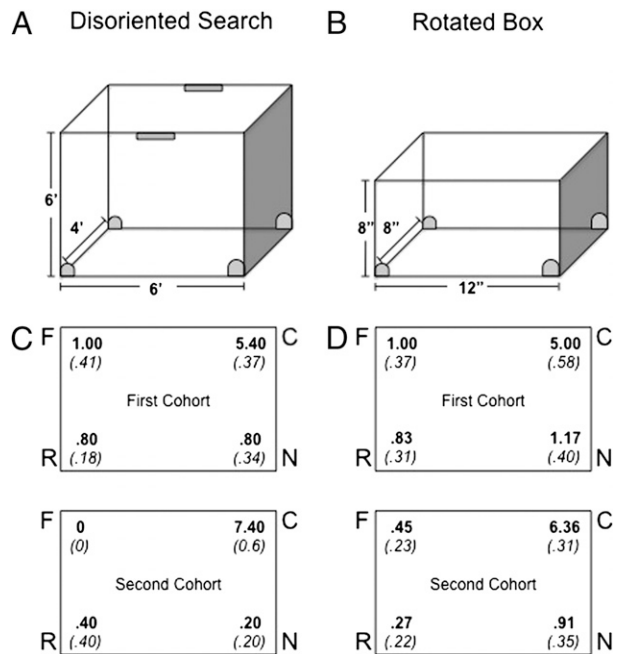 A Disoriented Search
B Rotated Box
6'
4'
6'
8"
8"
12"
C
F 1.00 5.40 C
(.41) (.37)
First Cohort
.80 .80
R (.18) (.34) N
F 0 7.40 C
(0) (0.6)
Second Cohort
.40 .20
R (.40) (.20) N
D
F 1.00 5.00 C
(.37) (.58)
First Cohort
.83 1.17
R (.31) (.40) N
F .45 6.36 C
(.23) (.31)
Second Cohort
.27 .91
R (.22) (.35) N